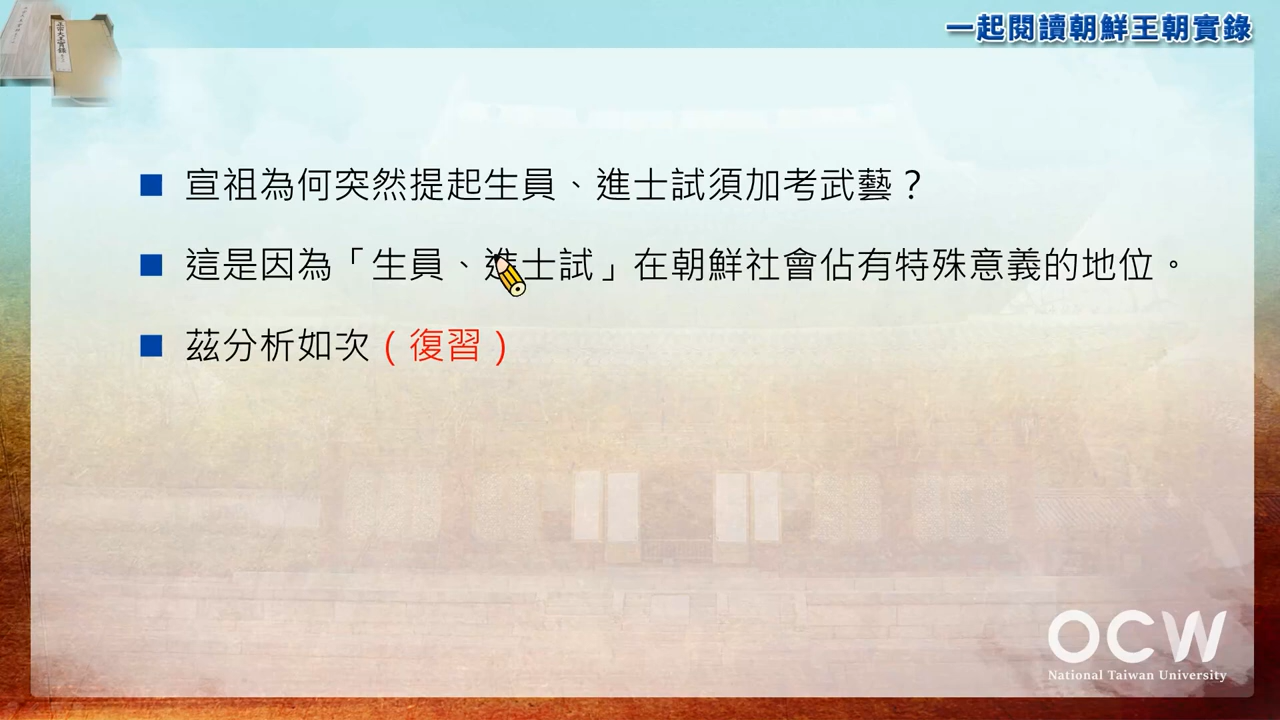 一起閱讀朝鮮王朝實錄
宣祖為何突然提起生員、進士試須加考武藝？
這是因為「生員、進士試」在朝鮮社會佔有特殊意義的地位。
茲分析如次（復習）
OCW
National Taiwan University